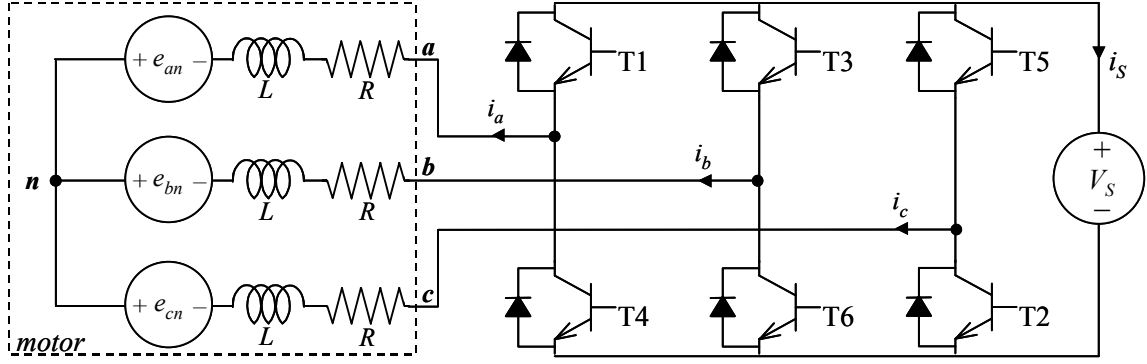 a
+ e_an −
L
R
T1
T3
T5
i_S
i_a
i_b
b
n
+ e_bn −
L
R
+
V_S
−
i_c
c
+ e_cn −
L
R
T4
T6
T2
motor